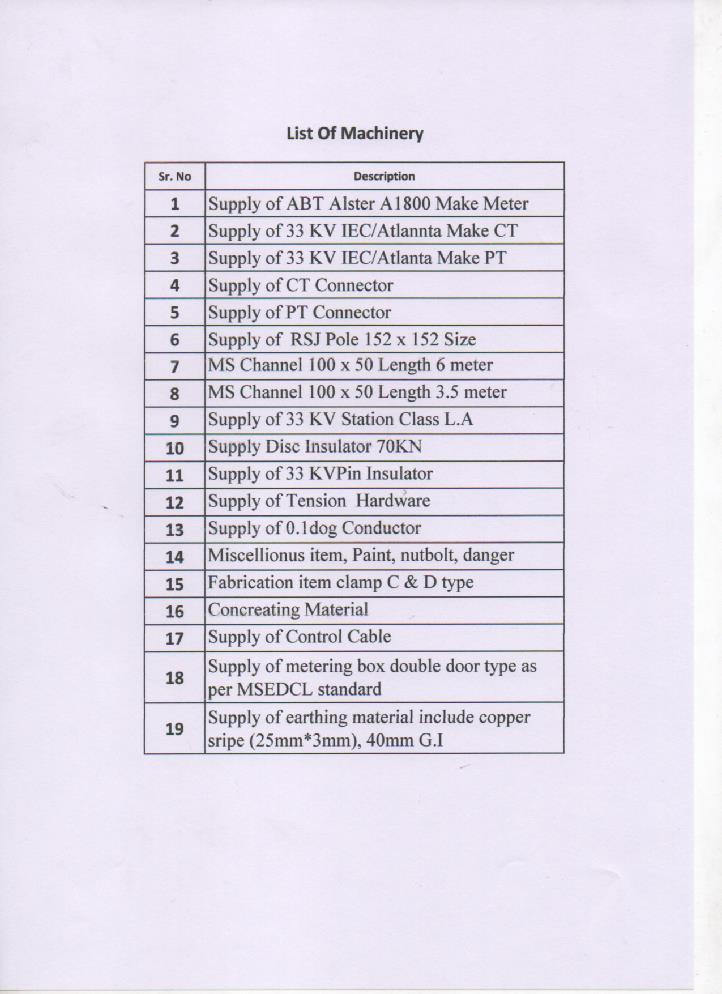 List Of Machinery
Sr. No Description
1 Supply of ABT Alster A1800 Make Meter
2 Supply of 33 KV IEC/Atlannta Make CT
3 Supply of 33 KV IEC/Atlanta Make PT
4 Supply of CT Connector
5 Supply of PT Connector
6 Supply of RSJ Pole 152 x 152 Size
7 MS Channel 100 x 50 Length 6 meter
8 MS Channel 100 x 50 Length 3.5 meter
9 Supply of 33 KV Station Class L.A
10 Supply Disc Insulator 70KN
11 Supply of 33 KVPin Insulator
12 Supply of Tension Hardware
13 Supply of 0.1dog Conductor
14 Miscellionus item, Paint, nutbolt, danger
15 Fabrication item clamp C & D type
16 Concreating Material
17 Supply of Control Cable
18 Supply of metering box double door type as
per MSEDCL standard
19 Supply of earthing material include copper
sripe (25mm*3mm), 40mm G.I